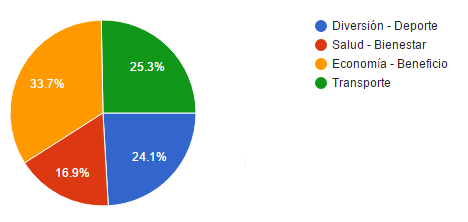 Diversión - Deporte
Salud - Bienestar
Economía - Beneficio
Transporte
25.3%
33.7%
24.1%
16.9%